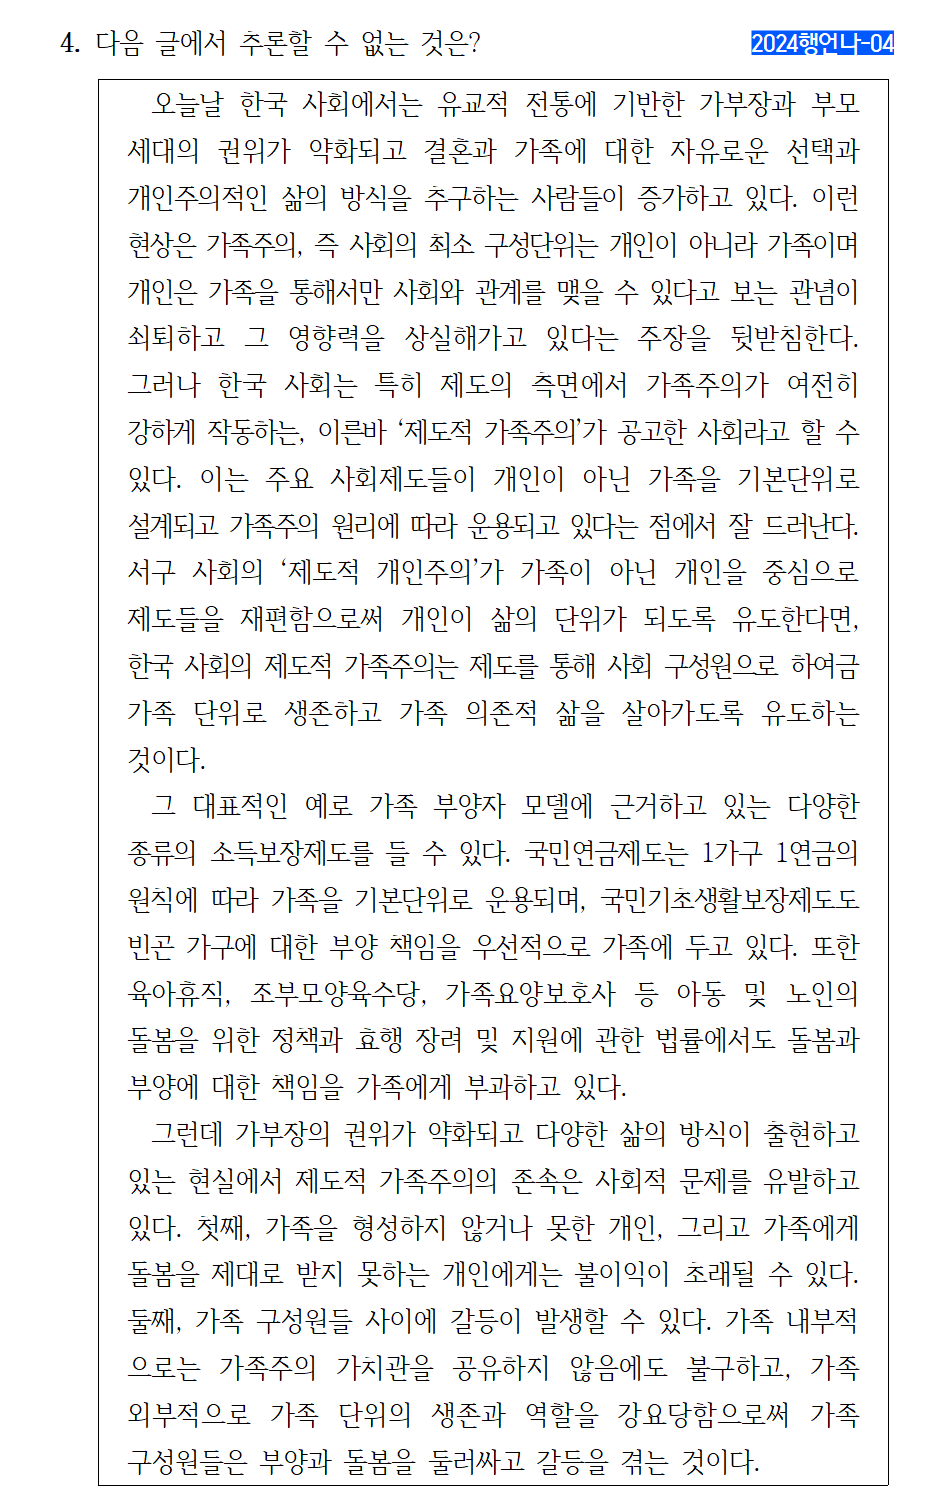 4. 다음 글에서 추론할 수 없는 것은?
2024행언나-04
오늘날 한국 사회에서는 유교적 전통에 기반한 가부장과 부모
세대의 권위가 약화되고 결혼과 가족에 대한 자유로운 선택과
개인주의적인 삶의 방식을 추구하는 사람들이 증가하고 있다. 이런
현상은 가족주의, 즉 사회의 최소 구성단위는 개인이 아니라 가족이며
개인은 가족을 통해서만 사회와 관계를 맺을 수 있다고 보는 관념이
쇠퇴하고 그 영향력을 상실해가고 있다는 주장을 뒷받침한다.
그러나 한국 사회는 특히 제도의 측면에서 가족주의가 여전히
강하게 작동하는, 이른바 ‘제도적 가족주의’가 공고한 사회라고 할 수
있다. 이는 주요 사회제도들이 개인이 아닌 가족을 기본단위로
설계되고 가족주의 원리에 따라 운용되고 있다는 점에서 잘 드러난다.
서구 사회의 ‘제도적 개인주의’가 가족이 아닌 개인을 중심으로
제도들을 재편함으로써 개인이 삶의 단위가 되도록 유도한다면,
한국 사회의 제도적 가족주의는 제도를 통해 사회 구성원으로 하여금
가족 단위로 생존하고 가족 의존적 삶을 살아가도록 유도하는
것이다.
그 대표적인 예로 가족 부양자 모델에 근거하고 있는 다양한
종류의 소득보장제도를 들 수 있다. 국민연금제도는 1가구 1연금의
원칙에 따라 가족을 기본단위로 운용되며, 국민기초생활보장제도도
빈곤 가구에 대한 부양 책임을 우선적으로 가족에 두고 있다. 또한
육아휴직, 조부모양육수당, 가족요양보호사 등 아동 및 노인의
돌봄을 위한 정책과 효행 장려 및 지원에 관한 법률에서도 돌봄과
부양에 대한 책임을 가족에게 부과하고 있다.
그런데 가부장의 권위가 약화되고 다양한 삶의 방식이 출현하고
있는 현실에서 제도적 가족주의의 존속은 사회적 문제를 유발하고
있다. 첫째, 가족을 형성하지 않거나 못한 개인, 그리고 가족에게
돌봄을 제대로 받지 못하는 개인에게는 불이익이 초래될 수 있다.
둘째, 가족 구성원들 사이에 갈등이 발생할 수 있다. 가족 내부적
으로는 가족주의 가치관을 공유하지 않음에도 불구하고, 가족
외부적으로 가족 단위의 생존과 역할을 강요당함으로써 가족
구성원들은 부양과 돌봄을 둘러싸고 갈등을 겪는 것이다.